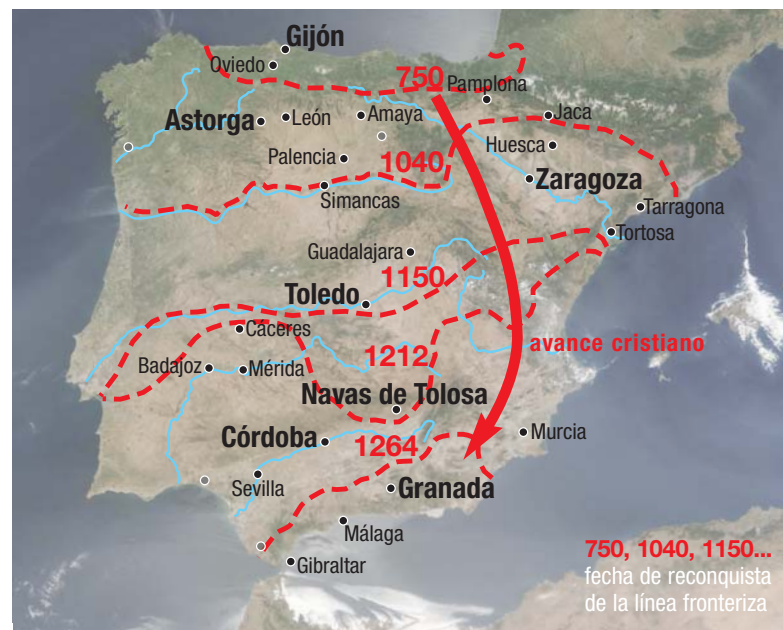 Gijón
Oviedo
750
Pamplona
Astorga
León
Amaya
Jaca
Huesca
Palencia
1040
Zaragoza
Simancas
Tarragona
Tortosa
Guadalajara
1150
Toledo
Cáceres
avance cristiano
1212
Badajoz
Mérida
Navas de Tolosa
Córdoba
1264
Murcia
Sevilla
Granada
Málaga
Gibraltar
750, 1040, 1150...
fecha de reconquista
de la línea fronteriza